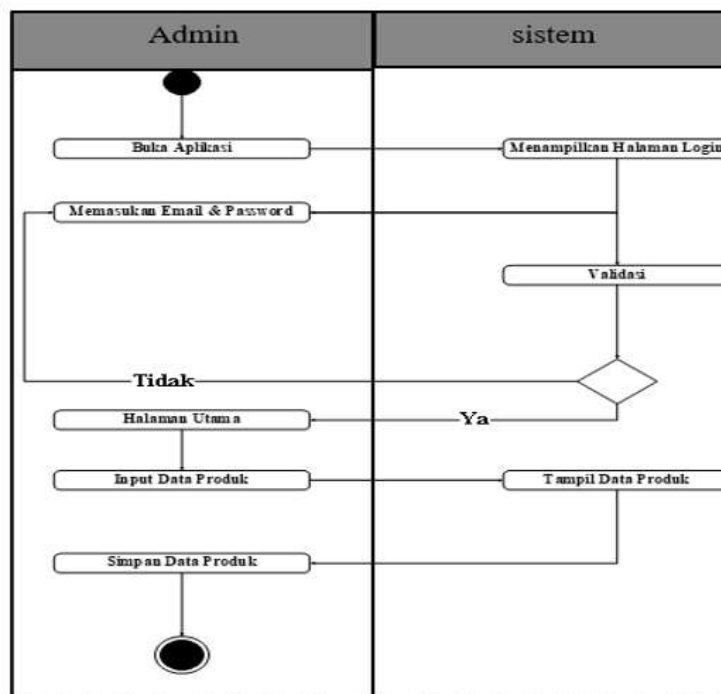 Admin
sistem
Buka Aplikasi
Menampilkan Halaman Login
Memasukan Email & Password
Validasi
Tidak
Halaman Utama
Ya
Input Data Produk
Tampil Data Produk
Simpan Data Produk